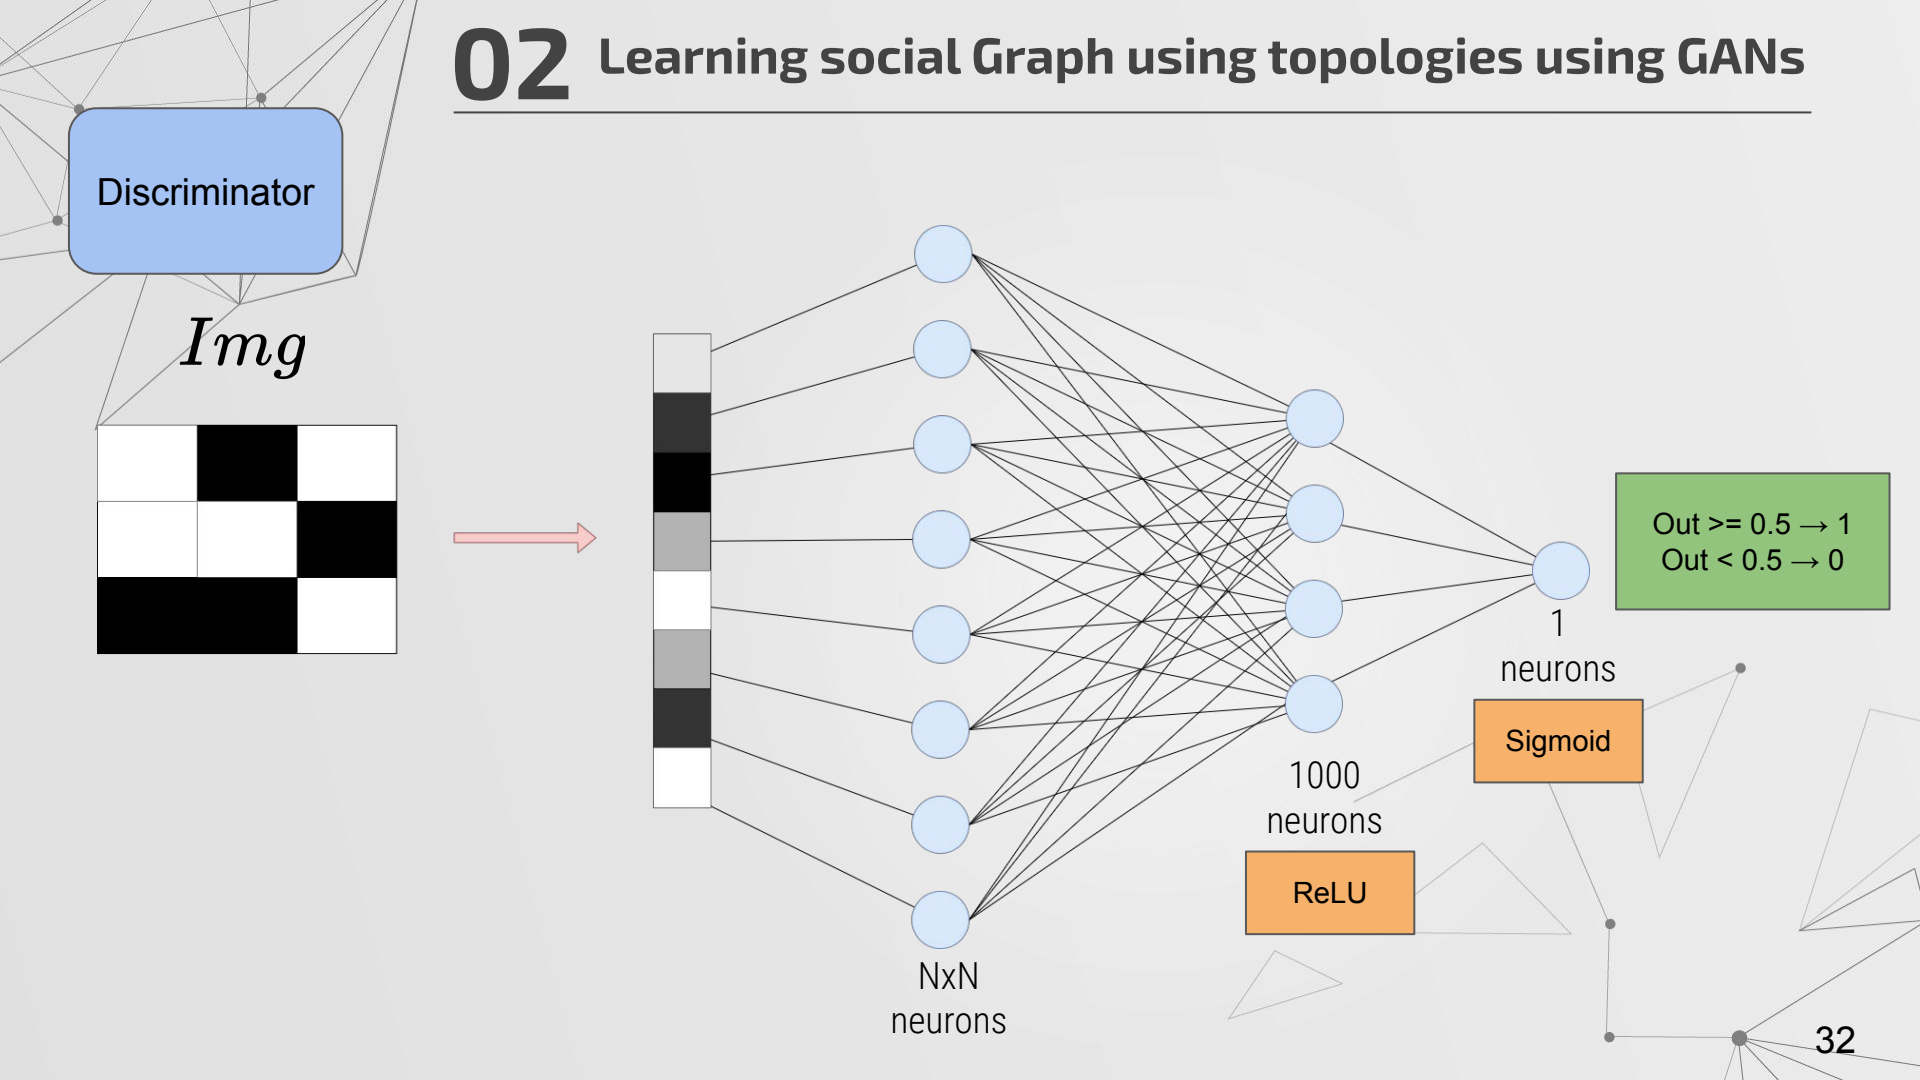 02 Learning social Graph using topologies using GANs
Discriminator
Img
Out >= 0.5 → 1
Out < 0.5 → 0
1
neurons
Sigmoid
1000
neurons
ReLU
NxN
neurons
32